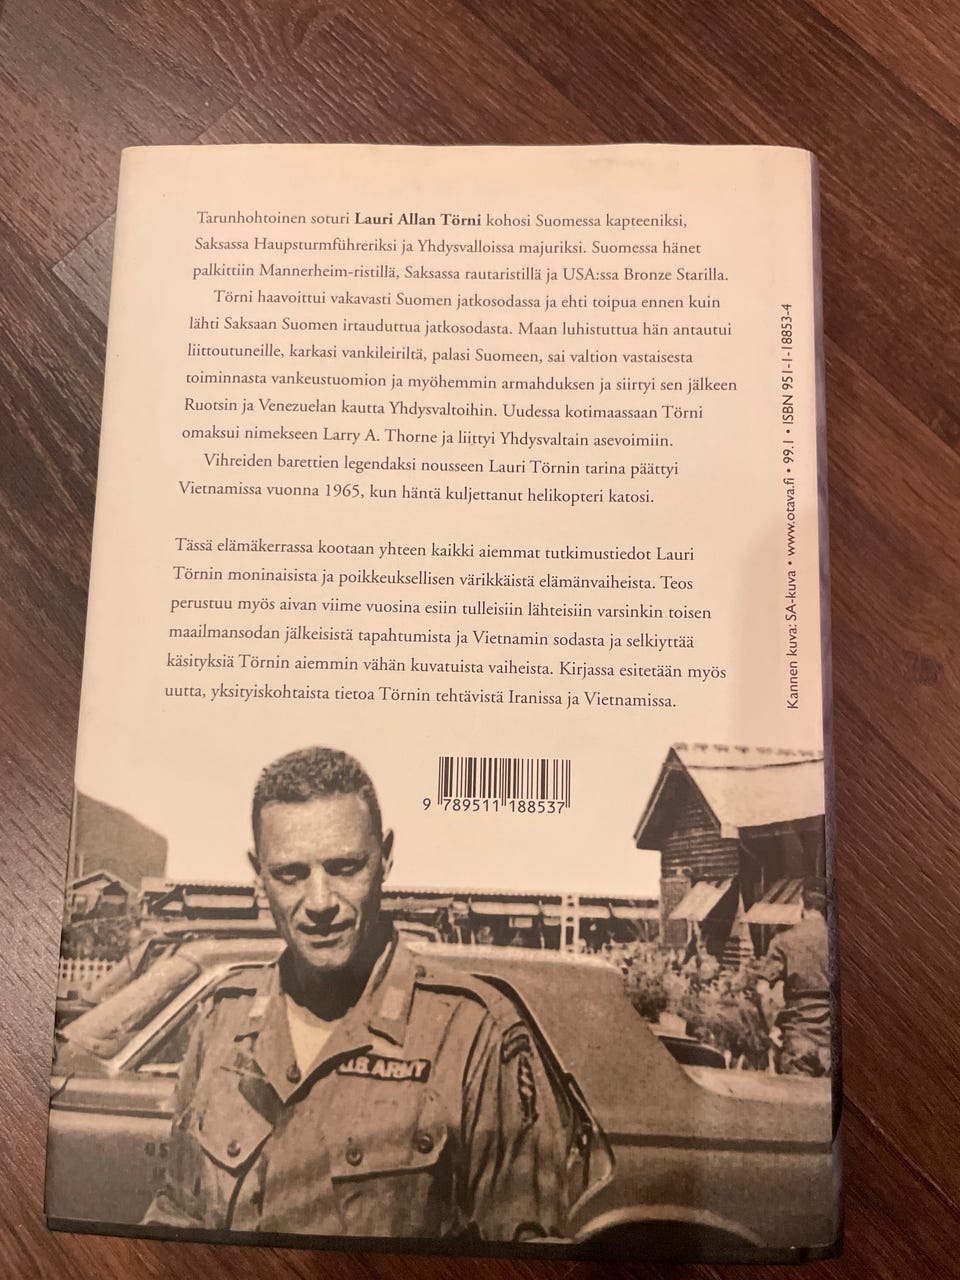 Tarunhohtoinen soturi Lauri Allan Törni kohosi Suomessa kapteeniksi,
Saksassa Haupsturmführeriksi ja Yhdysvalloissa majuriksi. Suomessa hänet
palkittiin Mannerheim-ristillä, Saksassa rautaristillä ja USA:ssa Bronze Starilla.
Törni haavoittui vakavasti Suomen jatkosodassa ja ehti toipua ennen kuin
lähti Saksaan Suomen irtauduttua jatkosodasta. Maan luhistuttua hän antautui
liittoutuneille, karkasi vankileiriltä, palasi Suomeen, sai valtion vastaisesta
toiminnasta vankeustuomion ja myöhemmin armahduksen ja siirtyi sen jälkeen
Ruotsin ja Venezuelan kautta Yhdysvaltoihin. Uudessa kotimaassaan Törni
omaksui nimekseen Larry A. Thorne ja liittyi Yhdysvaltain asevoimiin.
Vihreiden barettien legendaksi nousseen Lauri Törnin tarina päättyi
Vietnamissa vuonna 1965, kun häntä kuljettanut helikopteri katosi.
Tässä elämäkerrassa kootaan yhteen kaikki aiemmat tutkimustiedot Lauri
Törnin moninaisista ja poikkeuksellisen värikkäistä elämänvaiheista. Teos
perustuu myös aivan viime vuosina esiin tulleisiin lähteisiin varsinkin toisen
maailmansodan jälkeisistä tapahtumista ja Vietnamin sodasta ja selkiyttää
käsityksiä Törnin aiemmin vähän kuvatuista vaiheista. Kirjassa esitetään myös
uutta, yksityiskohtaista tietoa Törnin tehtävistä Iranissa ja Vietnamissa.
Kannen kuva: SA-kuva • www.otava.fi • 99.1 • ISBN 951-1-18853-4
9 789511 188537
U.S. ARMY
US